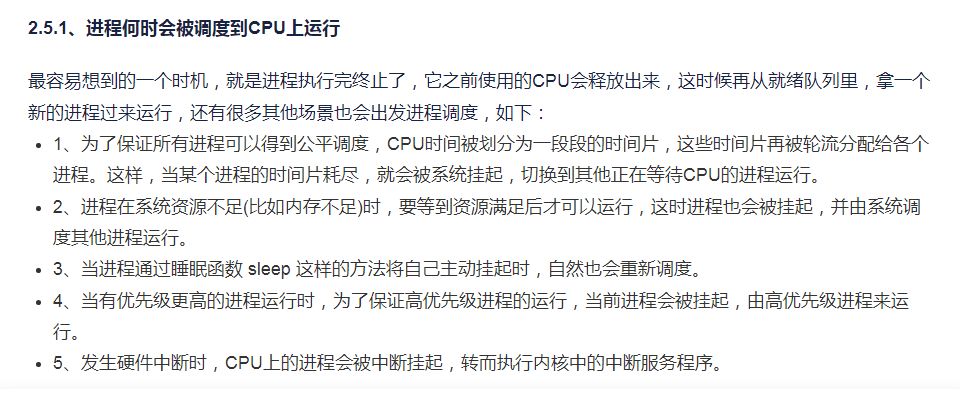 2.5.1、进程何时会被调度到CPU上运行
最容易想到的一个时机，就是进程执行完终止了，它之前使用的CPU会释放出来，这时候再从就绪队列里，拿一个
新的进程过来运行，还有很多其他场景也会出发进程调度，如下：
• 1、为了保证所有进程可以得到公平调度，CPU时间被划分为一段段的时间片，这些时间片再被轮流分配给各个
进程。这样，当某个进程的时间片耗尽，就会被系统挂起，切换到其他正在等待CPU的进程运行。
• 2、进程在系统资源不足(比如内存不足)时，要等到资源满足后才可以运行，这时进程也会被挂起，并由系统调
度其他进程运行。
• 3、当进程通过睡眠函数 sleep 这样的方法将自己主动挂起时，自然也会重新调度。
• 4、当有优先级更高的进程运行时，为了保证高优先级进程的运行，当前进程会被挂起，由高优先级进程来运
行。
• 5、发生硬件中断时，CPU上的进程会被中断挂起，转而执行内核中的中断服务程序。